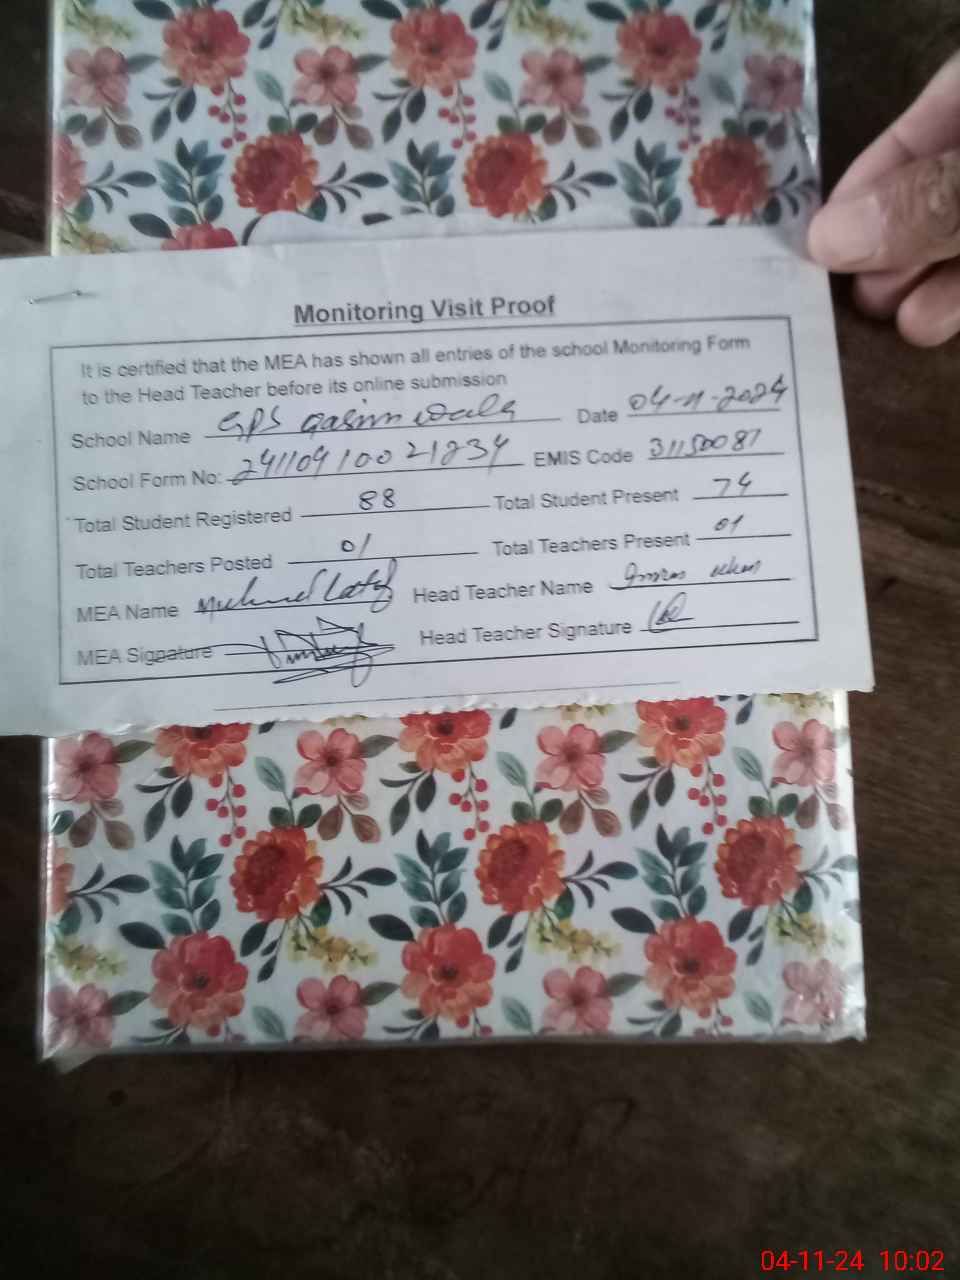 Monitoring Visit Proof
It is certified that the MEA has shown all entries of the school Monitoring Form
to the Head Teacher before its online submission
School Name GPS Qasim wala Date 04-11-2024
School Form No: 24110410021234 EMIS Code 31150087
Total Student Registered 88 Total Student Present 74
Total Teachers Posted 01 Total Teachers Present 01
MEA Name Latif Head Teacher Name Imran khan
MEA Signature Head Teacher Signature
04-11-24 10:02